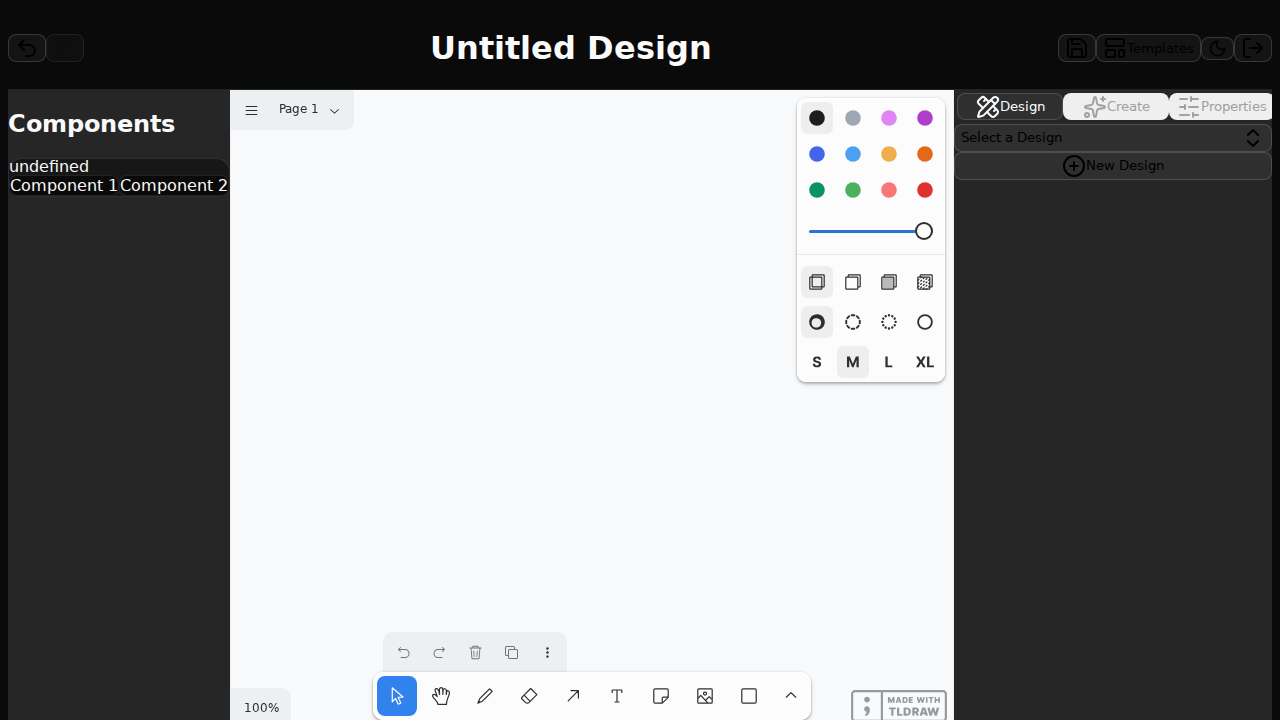 Untitled Design
Templates
Components
undefined
Component 1 Component 2
Page 1
S M L XL
100%
MADE WITH
TLDRAW
Design Create Properties
Select a Design
New Design